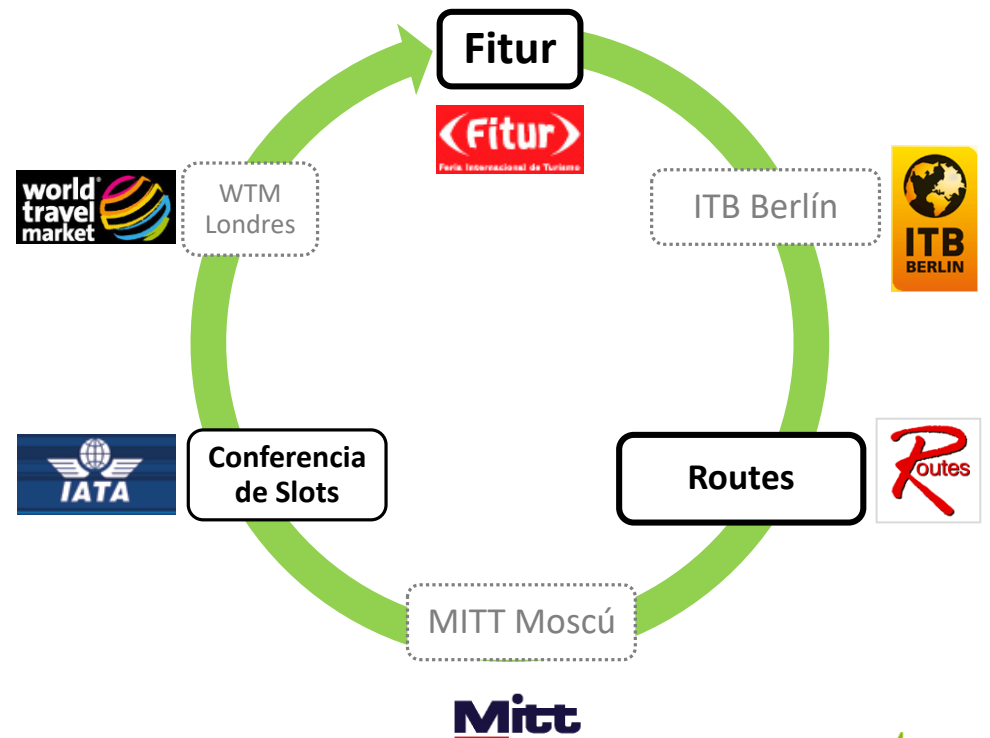 Fitur
Fitur
Feria Internacional de Turismo
WTM
Londres
world
travel
market
ITB Berlín
ITB
BERLIN
Conferencia
de Slots
IATA
Routes
Routes
MITT Moscú
Mitt